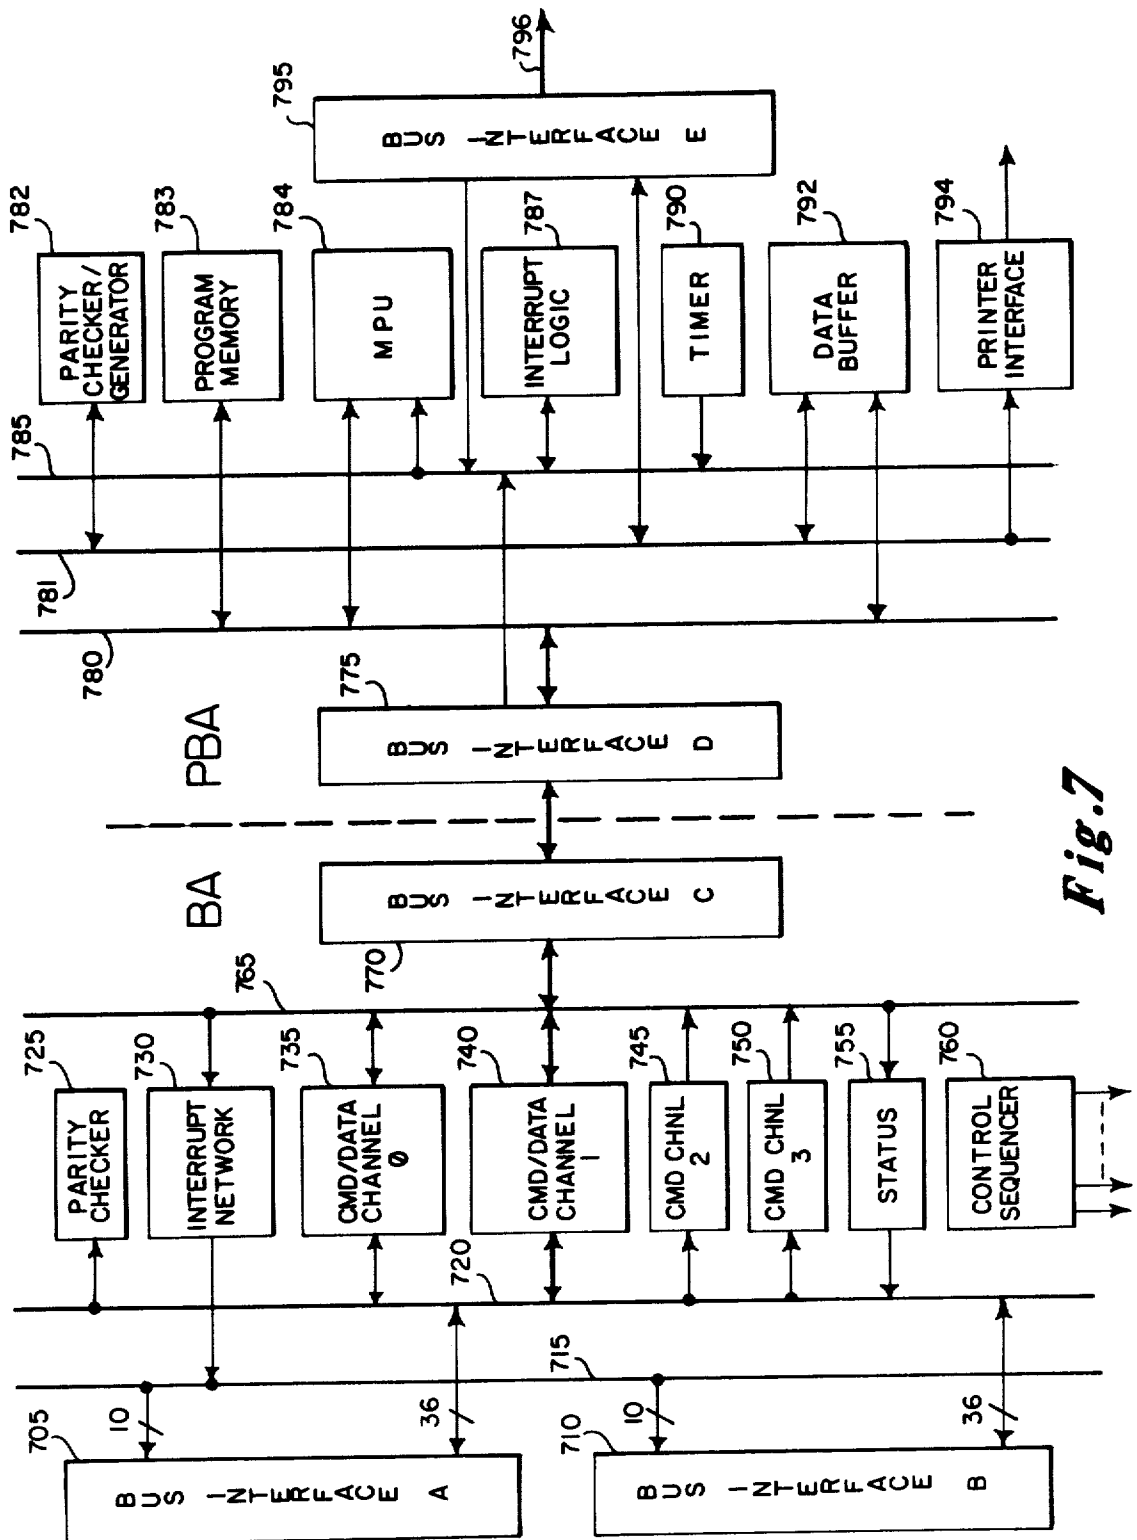 705
BUS INTERFACE A
10
36
710
BUS INTERFACE B
10
36
715
720
725
PARITY
CHECKER
730
INTERRUPT
NETWORK
735
CMD/DATA
CHANNEL
0
740
CMD/DATA
CHANNEL
1
745
CMD CHNL
2
750
CMD CHNL
3
755
STATUS
760
CONTROL
SEQUENCER
765
770
BUS INTERFACE C
BA
PBA
775
BUS INTERFACE D
780
781
785
782
PARITY
CHECKER/
GENERATOR
783
PROGRAM
MEMORY
784
MPU
787
INTERRUPT
LOGIC
790
TIMER
792
DATA
BUFFER
794
PRINTER
INTERFACE
795
BUS INTERFACE E
796
Fig. 7